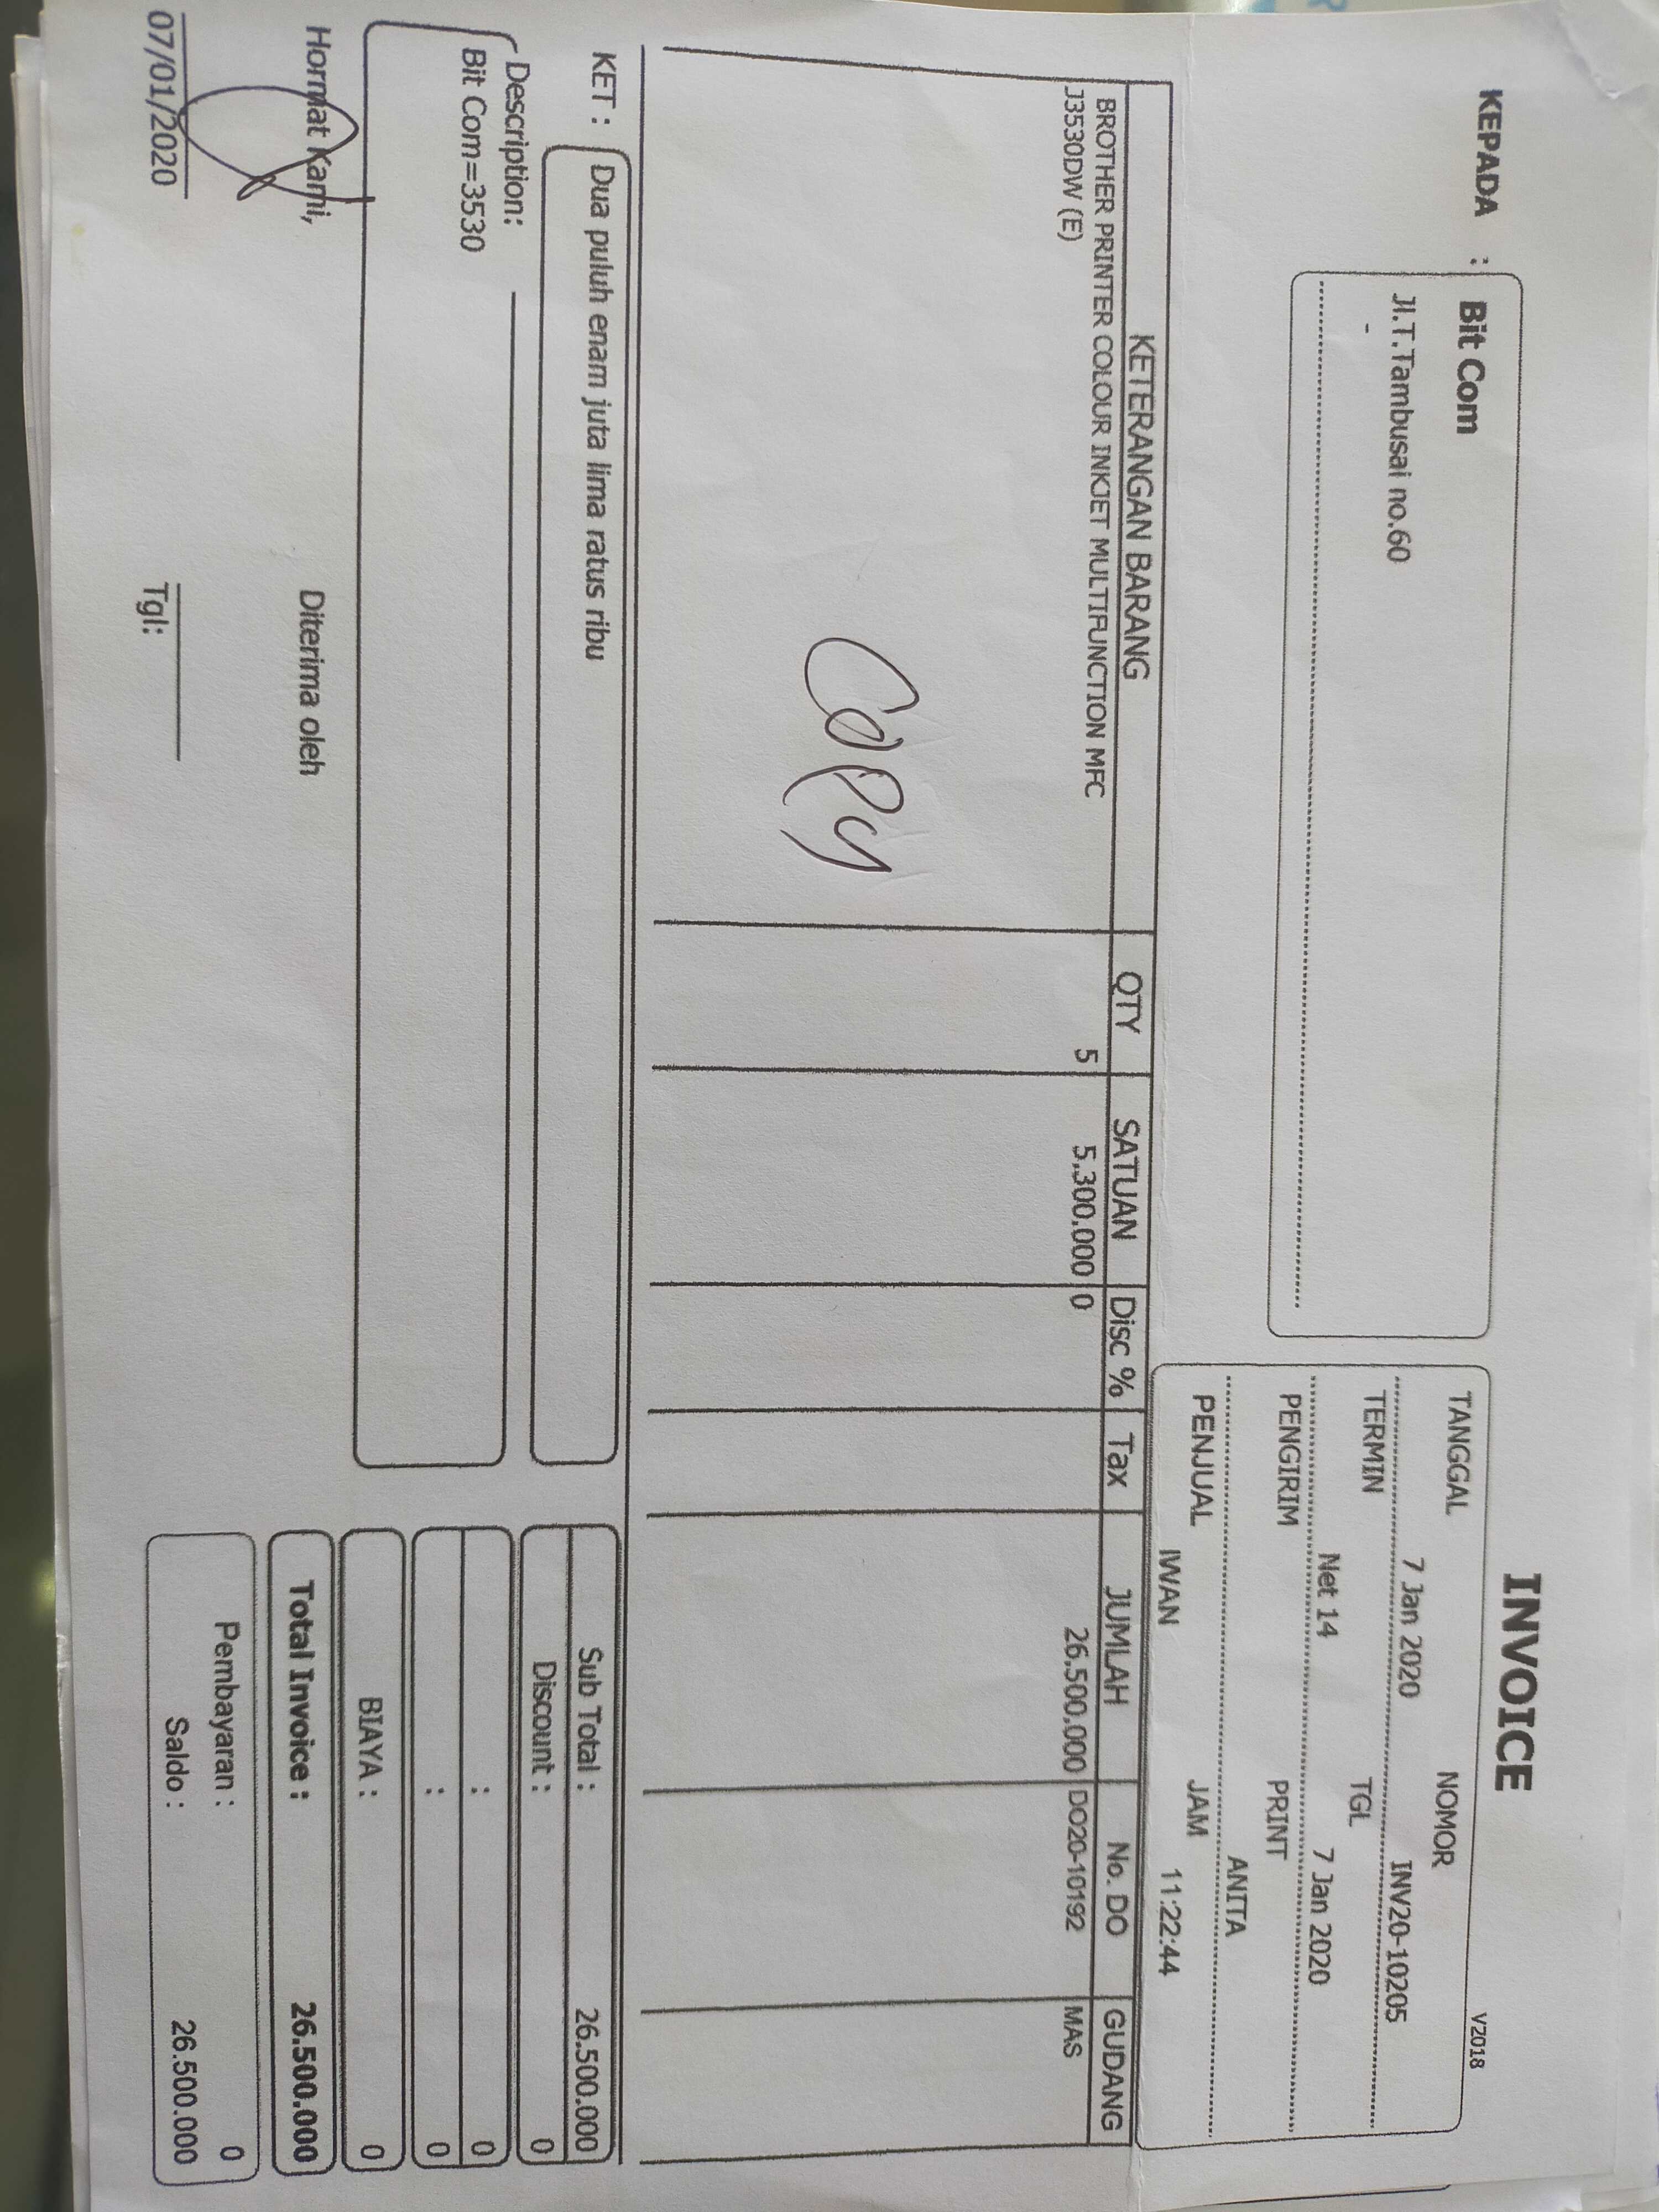 INVOICE
V2018
KEPADA : Bit Com
Jl.T.Tambusai no.60
-
TANGGAL NOMOR
7 Jan 2020 INV20-10205
TERMIN TGL
Net 14 7 Jan 2020
PENGIRIM PRINT
ANITA
PENJUAL JAM
IWAN 11:22:44
KETERANGAN BARANG QTY SATUAN Disc % Tax JUMLAH No. DO GUDANG
BROTHER PRINTER COLOUR INKJET MULTIFUNCTION MFC 5 5.300.000 0 26.500.000 DO20-10192 MAS
J3530DW (E)
Copy
KET : Dua puluh enam juta lima ratus ribu
Sub Total : 26.500.000
Discount : 0
Description:
Bit Com=3530
: 0
: 0
BIAYA : 0
Total Invoice : 26.500.000
Pembayaran : 0
Saldo : 26.500.000
Hormat Kami, Diterima oleh
07/01/2020 Tgl: